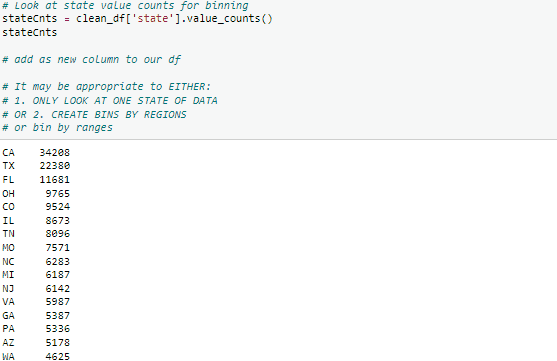 # Look at state value counts for binning
stateCnts = clean_df['state'].value_counts()
stateCnts
# add as new column to our df
# It may be appropriate to EITHER:
# 1. ONLY LOOK AT ONE STATE OF DATA
# OR 2. CREATE BINS BY REGIONS
# or bin by ranges
CA 34208
TX 22380
FL 11681
OH 9765
CO 9524
IL 8673
TN 8096
MO 7571
NC 6283
MI 6187
NJ 6142
VA 5987
GA 5387
PA 5336
AZ 5178
WA 4625